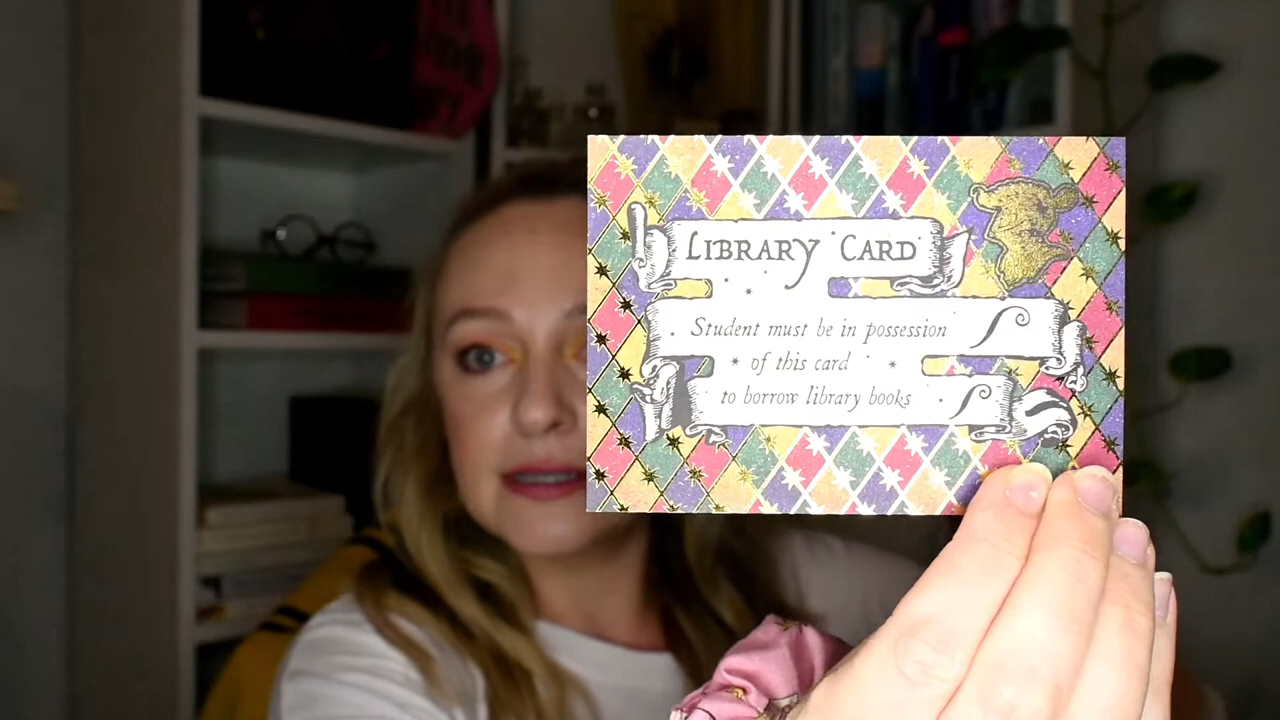 LIBRARY CARD
Student must be in possession
of this card
to borrow library books